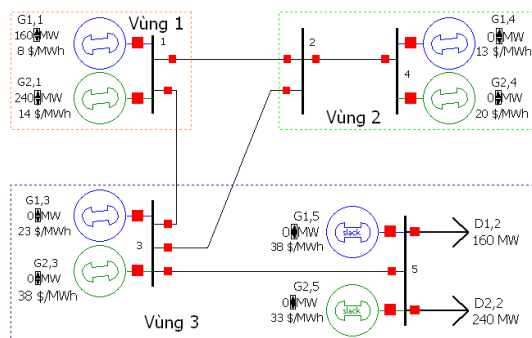 G1,1
160 MW
8 $/MWh
Vùng 1
1
G2,1
240 MW
14 $/MWh
2
Vùng 2
G1,4
0 MW
13 $/MWh
4
G2,4
0 MW
20 $/MWh
G1,3
0 MW
23 $/MWh
3
G2,3
0 MW
38 $/MWh
Vùng 3
G1,5
0 MW
38 $/MWh
slack
G2,5
0 MW
33 $/MWh
slack
5
D1,2
160 MW
D2,2
240 MW